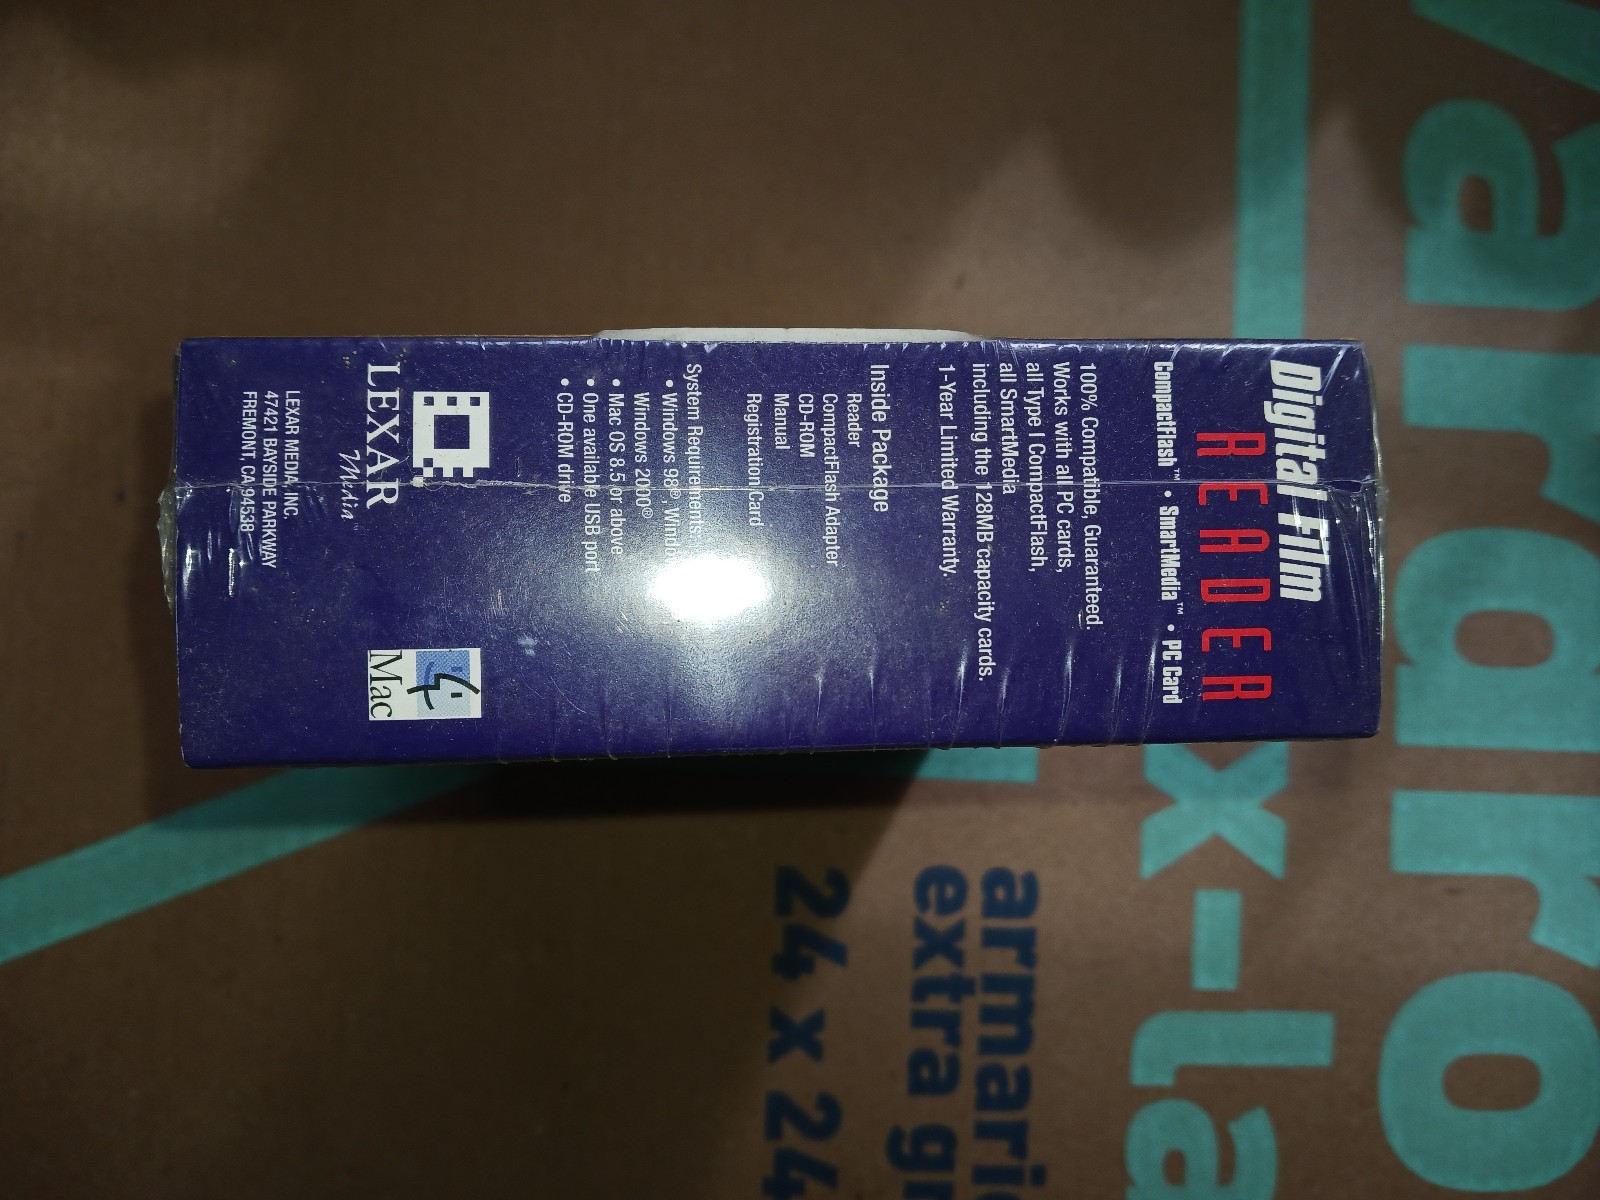 Digital Film
READER
CompactFlash™ • SmartMedia™ • PC Card
100% Compatible, Guaranteed.
Works with all PC cards,
all Type I CompactFlash,
all SmartMedia
including the 128MB capacity cards.
1-Year Limited Warranty.
Inside Package
Reader
CompactFlash Adapter
CD-ROM
Manual
Registration Card
System Requirements:
• Windows 98®,
Windows 2000®
• Mac OS 8.5 or above
• One available USB port
• CD-ROM drive
LEXAR
Media™
Mac
LEXAR MEDIA, INC.
47421 BAYSIDE PARKWAY
FREMONT, CA 94538
x-la
extra
24 x 24